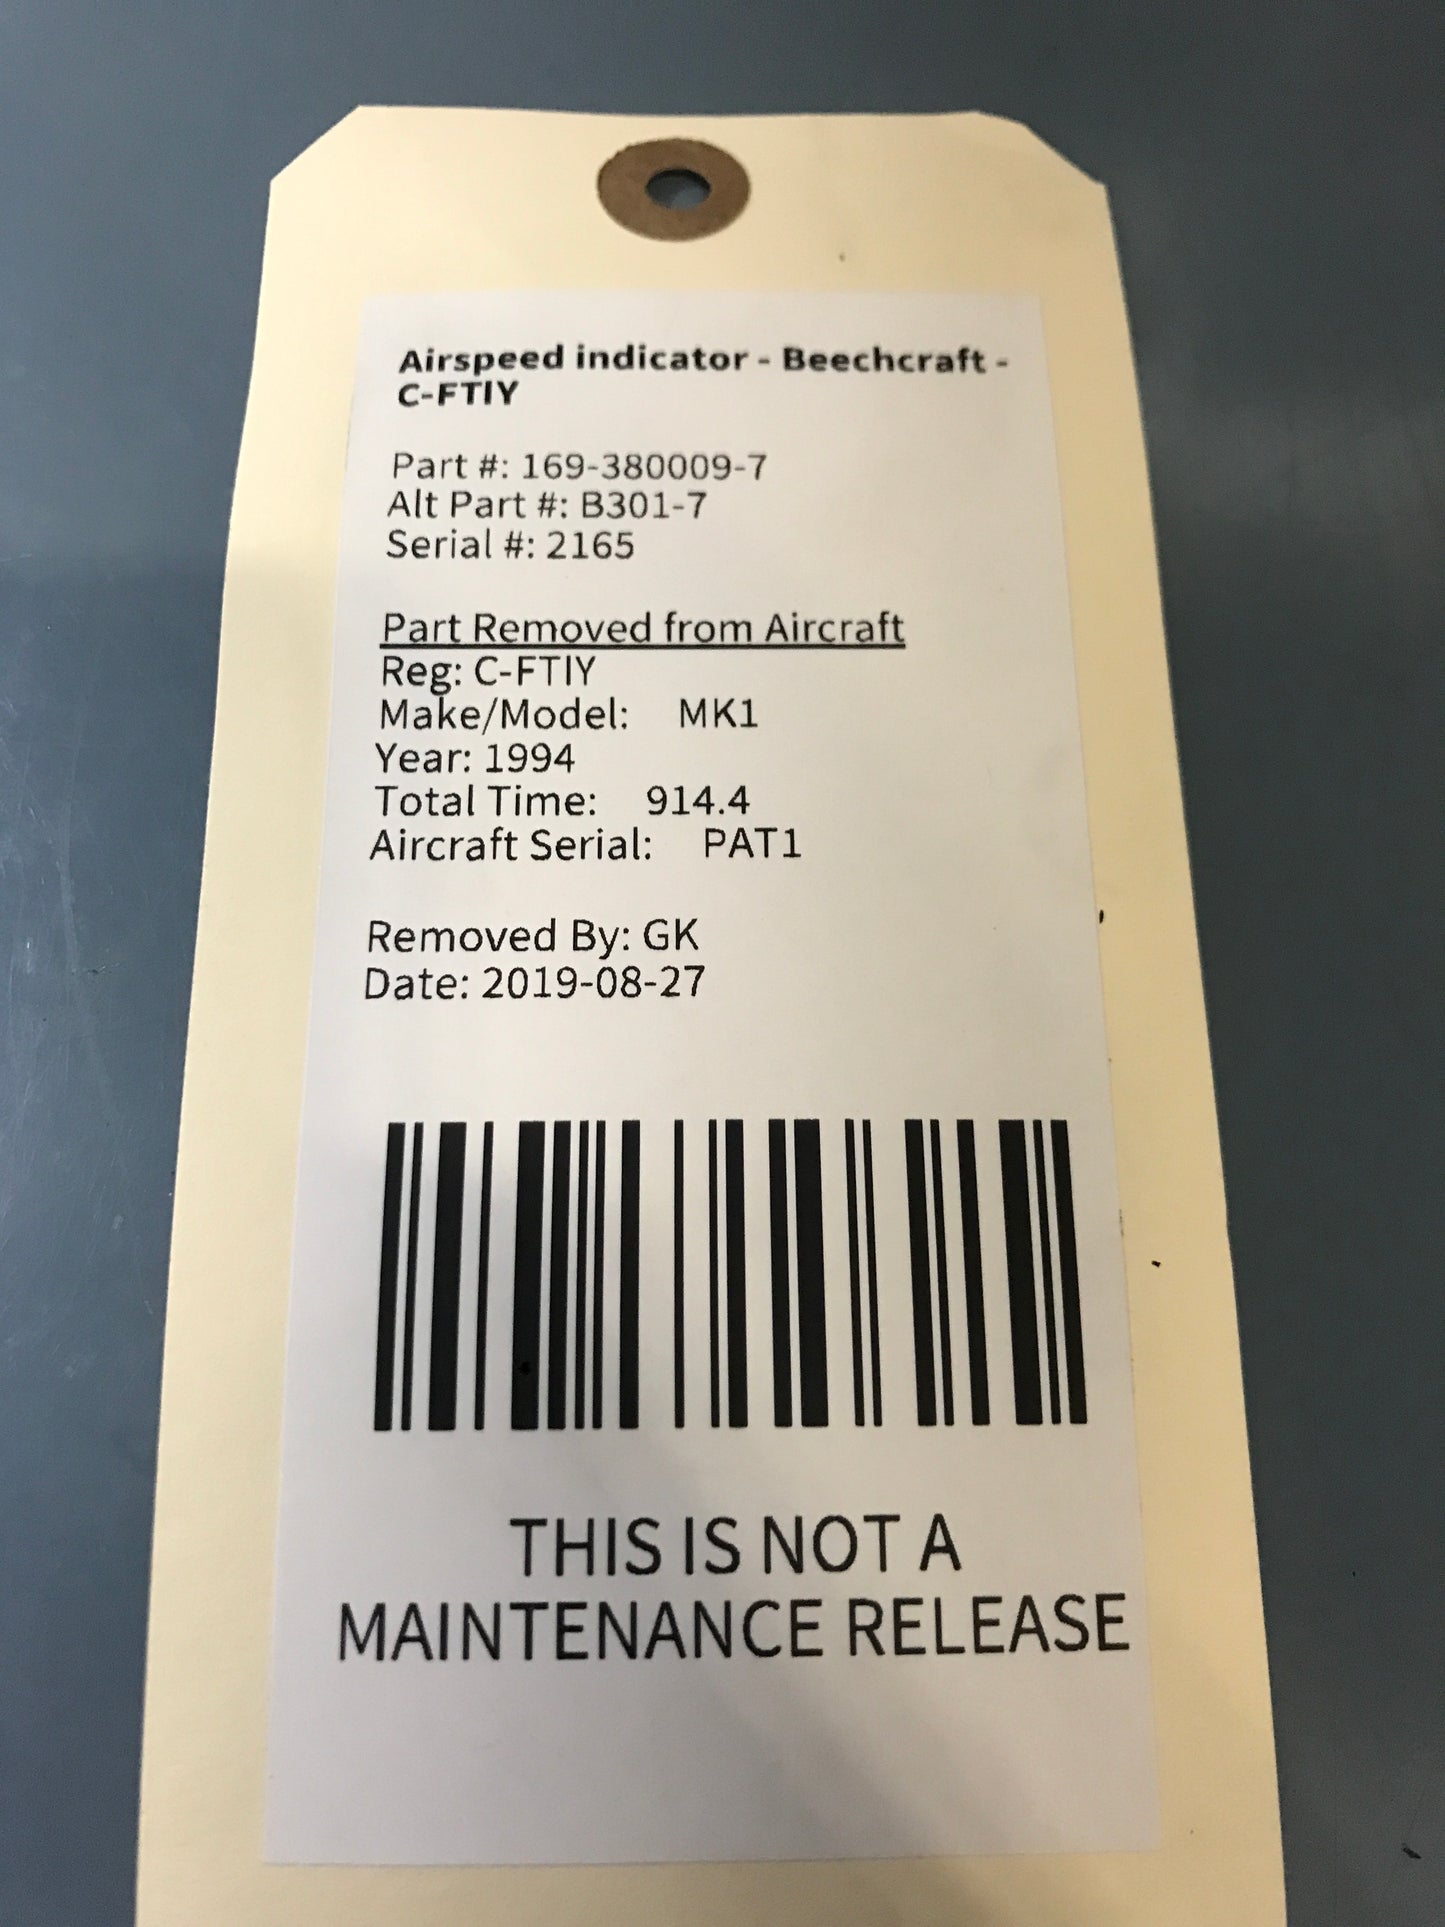 Airspeed indicator - Beechcraft -
C-FTIY
Part #: 169-380009-7
Alt Part #: B301-7
Serial #: 2165
Part Removed from Aircraft
Reg: C-FTIY
Make/Model: MK1
Year: 1994
Total Time: 914.4
Aircraft Serial: PAT1
Removed By: GK
Date: 2019-08-27
THIS IS NOT A
MAINTENANCE RELEASE